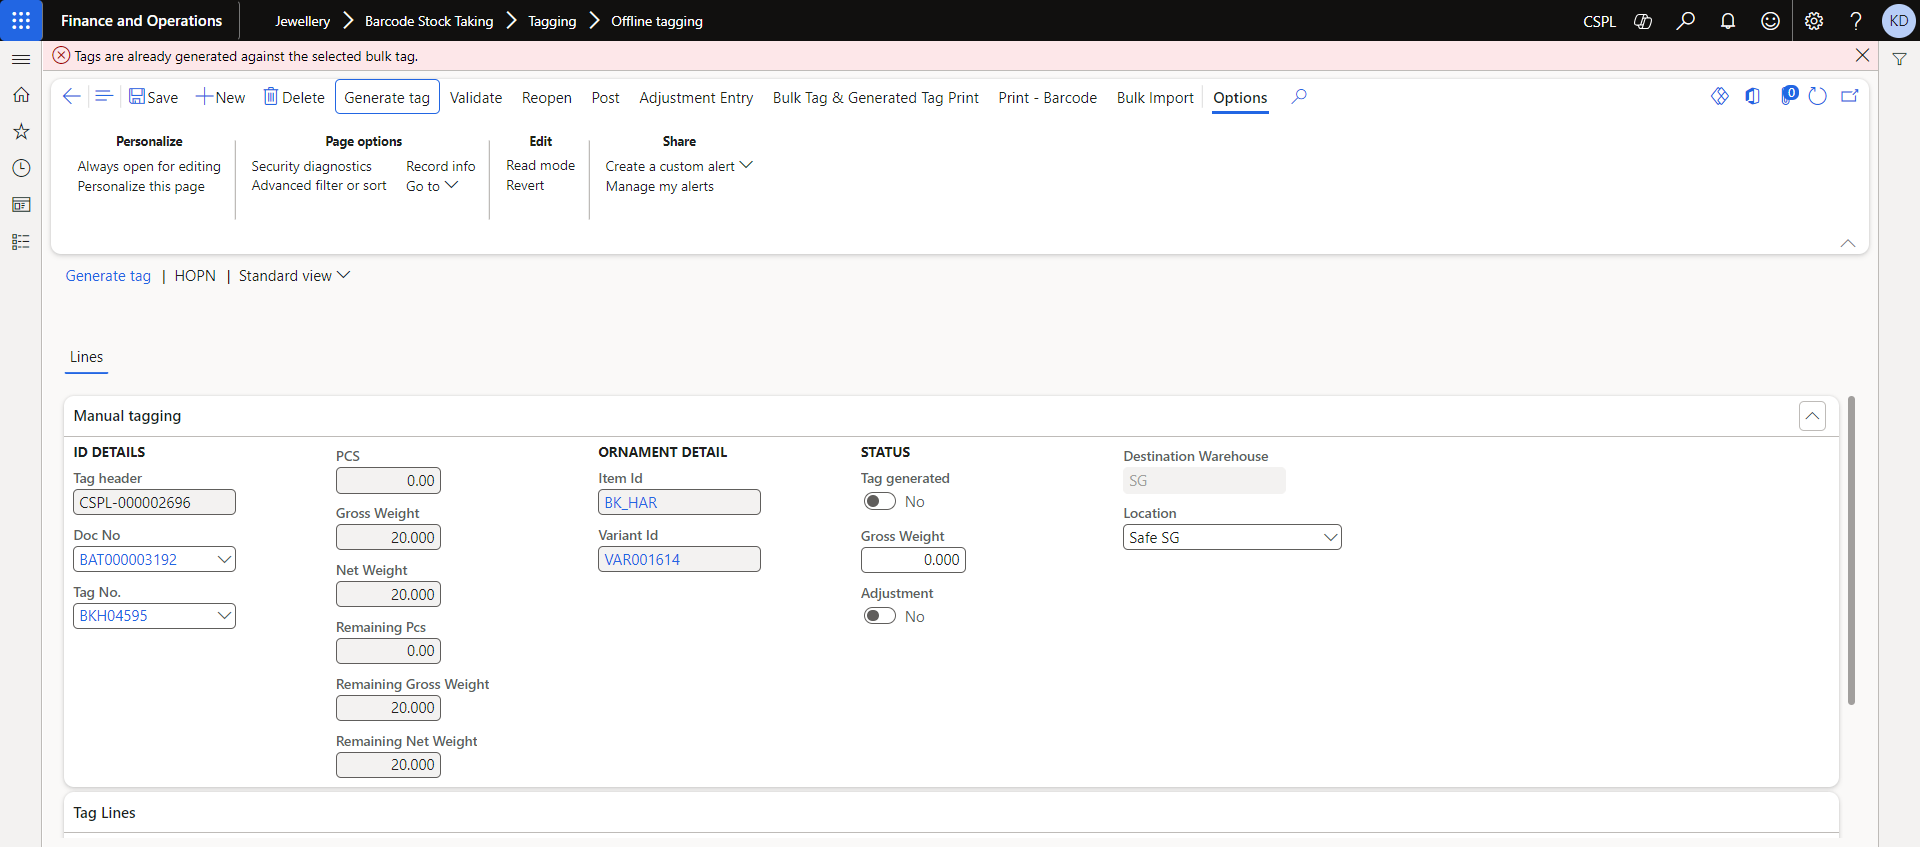 Finance and Operations
Jewellery > Barcode Stock Taking > Tagging > Offline tagging
CSPL
KD
Tags are already generated against the selected bulk tag.
Save New Delete Generate tag Validate Reopen Post Adjustment Entry Bulk Tag & Generated Tag Print Print - Barcode Bulk Import Options
0
Personalize
Always open for editing
Personalize this page
Page options
Security diagnostics
Advanced filter or sort
Record info
Go to
Edit
Read mode
Revert
Share
Create a custom alert
Manage my alerts
Generate tag | HOPN | Standard view
Lines
Manual tagging
ID DETAILS
Tag header
CSPL-000002696
Doc No
BAT000003192
Tag No.
BKH04595
PCS
0.00
Gross Weight
20.000
Net Weight
20.000
Remaining Pcs
0.00
Remaining Gross Weight
20.000
Remaining Net Weight
20.000
ORNAMENT DETAIL
Item Id
BK_HAR
Variant Id
VAR001614
STATUS
Tag generated
No
Gross Weight
0.000
Adjustment
No
Destination Warehouse
SG
Location
Safe SG
Tag Lines